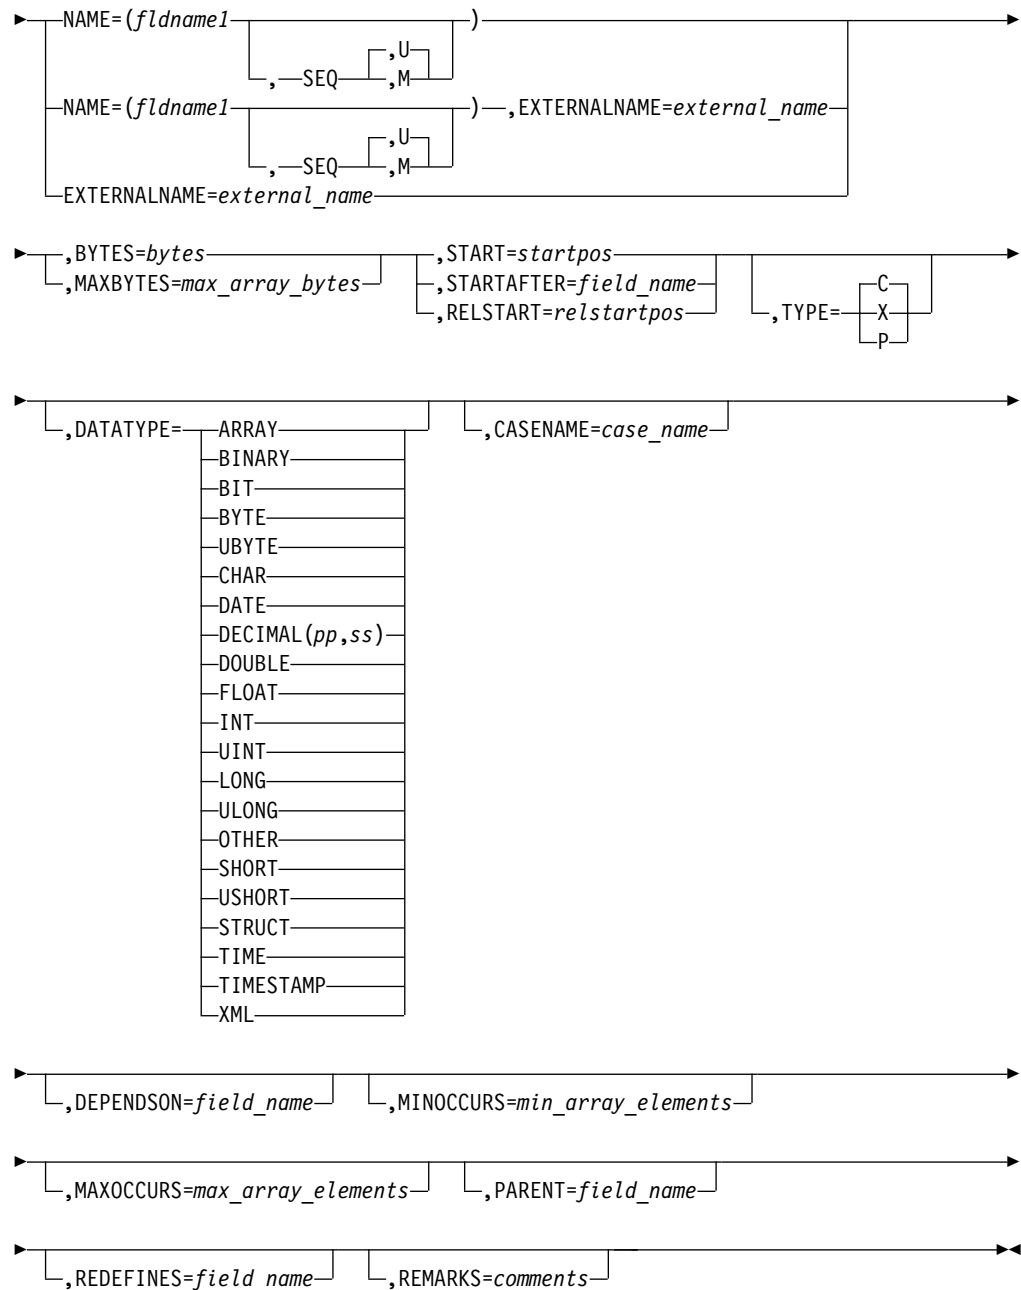 NAME=(fldname1 )
,U
, SEQ ,M
NAME=(fldname1 ) ,EXTERNALNAME=external_name
,U
, SEQ ,M
EXTERNALNAME=external_name
,BYTES=bytes ,START=startpos
,MAXBYTES=max_array_bytes ,STARTAFTER=field_name C
,RELSTART=relstartpos ,TYPE= X
P
,DATATYPE= ARRAY ,CASENAME=case_name
BINARY
BIT
BYTE
UBYTE
CHAR
DATE
DECIMAL(pp,ss)
DOUBLE
FLOAT
INT
UINT
LONG
ULONG
OTHER
SHORT
USHORT
STRUCT
TIME
TIMESTAMP
XML
,DEPENDSON=field_name ,MINOCCURS=min_array_elements
,MAXOCCURS=max_array_elements ,PARENT=field_name
,REDEFINES=field name ,REMARKS=comments